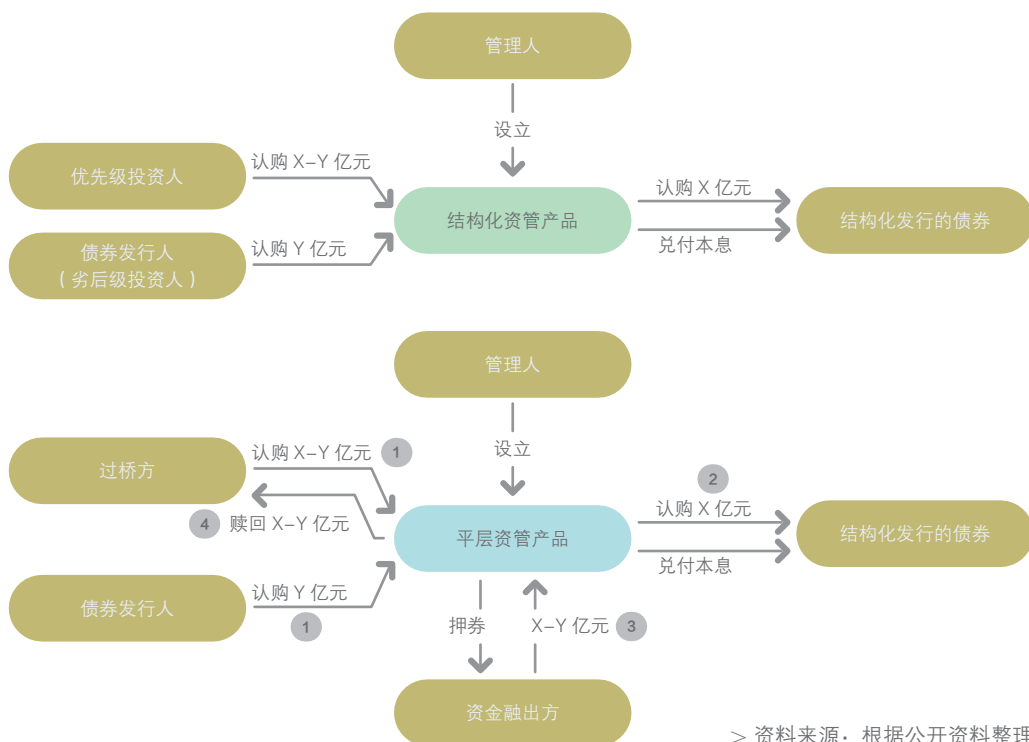 管理人
设立
优先级投资人
认购 X–Y 亿元
债券发行人
（劣后级投资人）
认购 Y 亿元
结构化资管产品
认购 X 亿元
兑付本息
结构化发行的债券
管理人
设立
过桥方
认购 X–Y 亿元 1
4 赎回 X–Y 亿元
债券发行人
认购 Y 亿元
1
平层资管产品
2
认购 X 亿元
兑付本息
结构化发行的债券
押券
X–Y 亿元 3
资金融出方
> 资料来源：根据公开资料整理